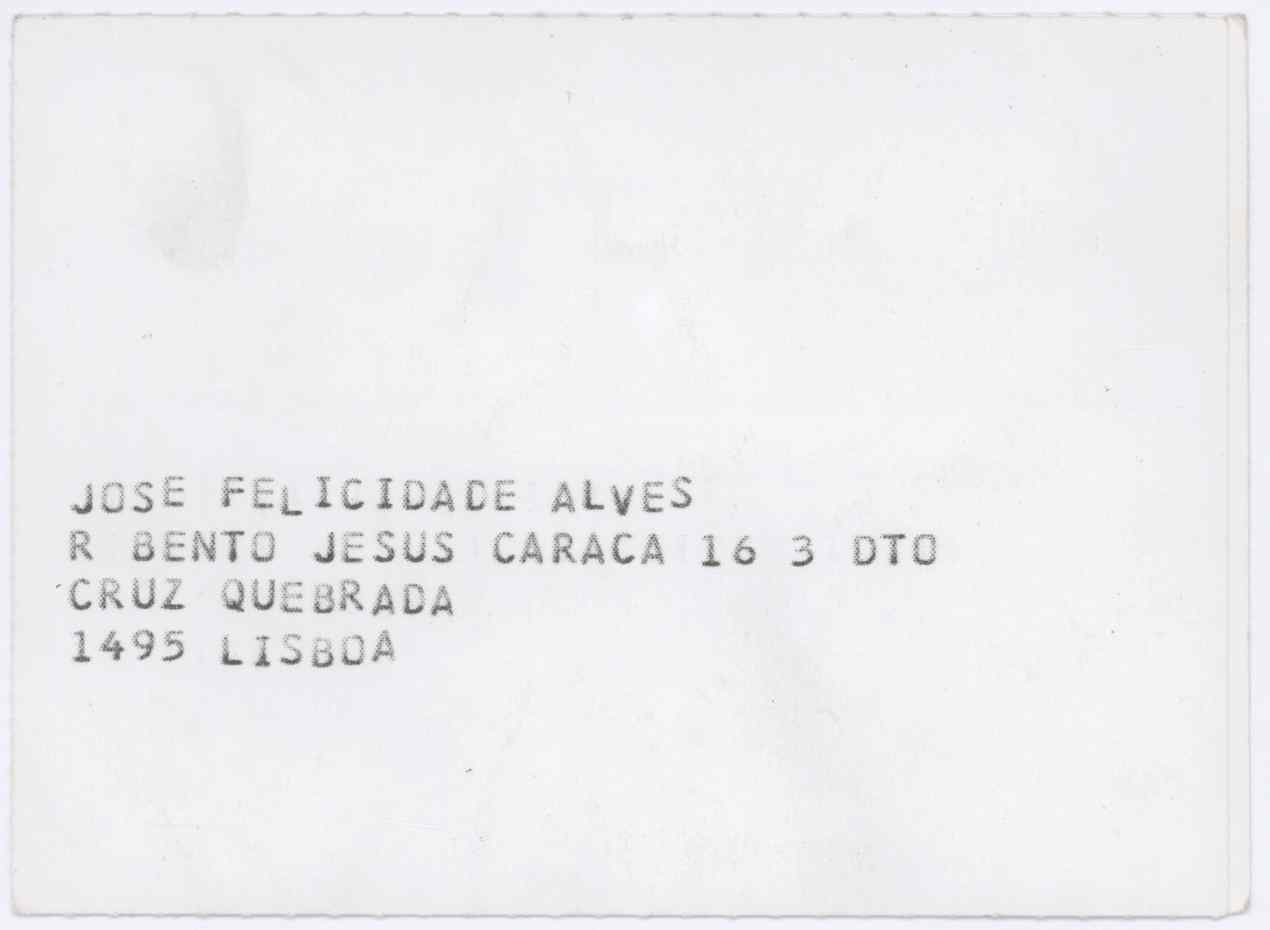 JOSE FELICIDADE ALVES
R BENTO JESUS CARACA 16 3 DTO
CRUZ QUEBRADA
1495 LISBOA